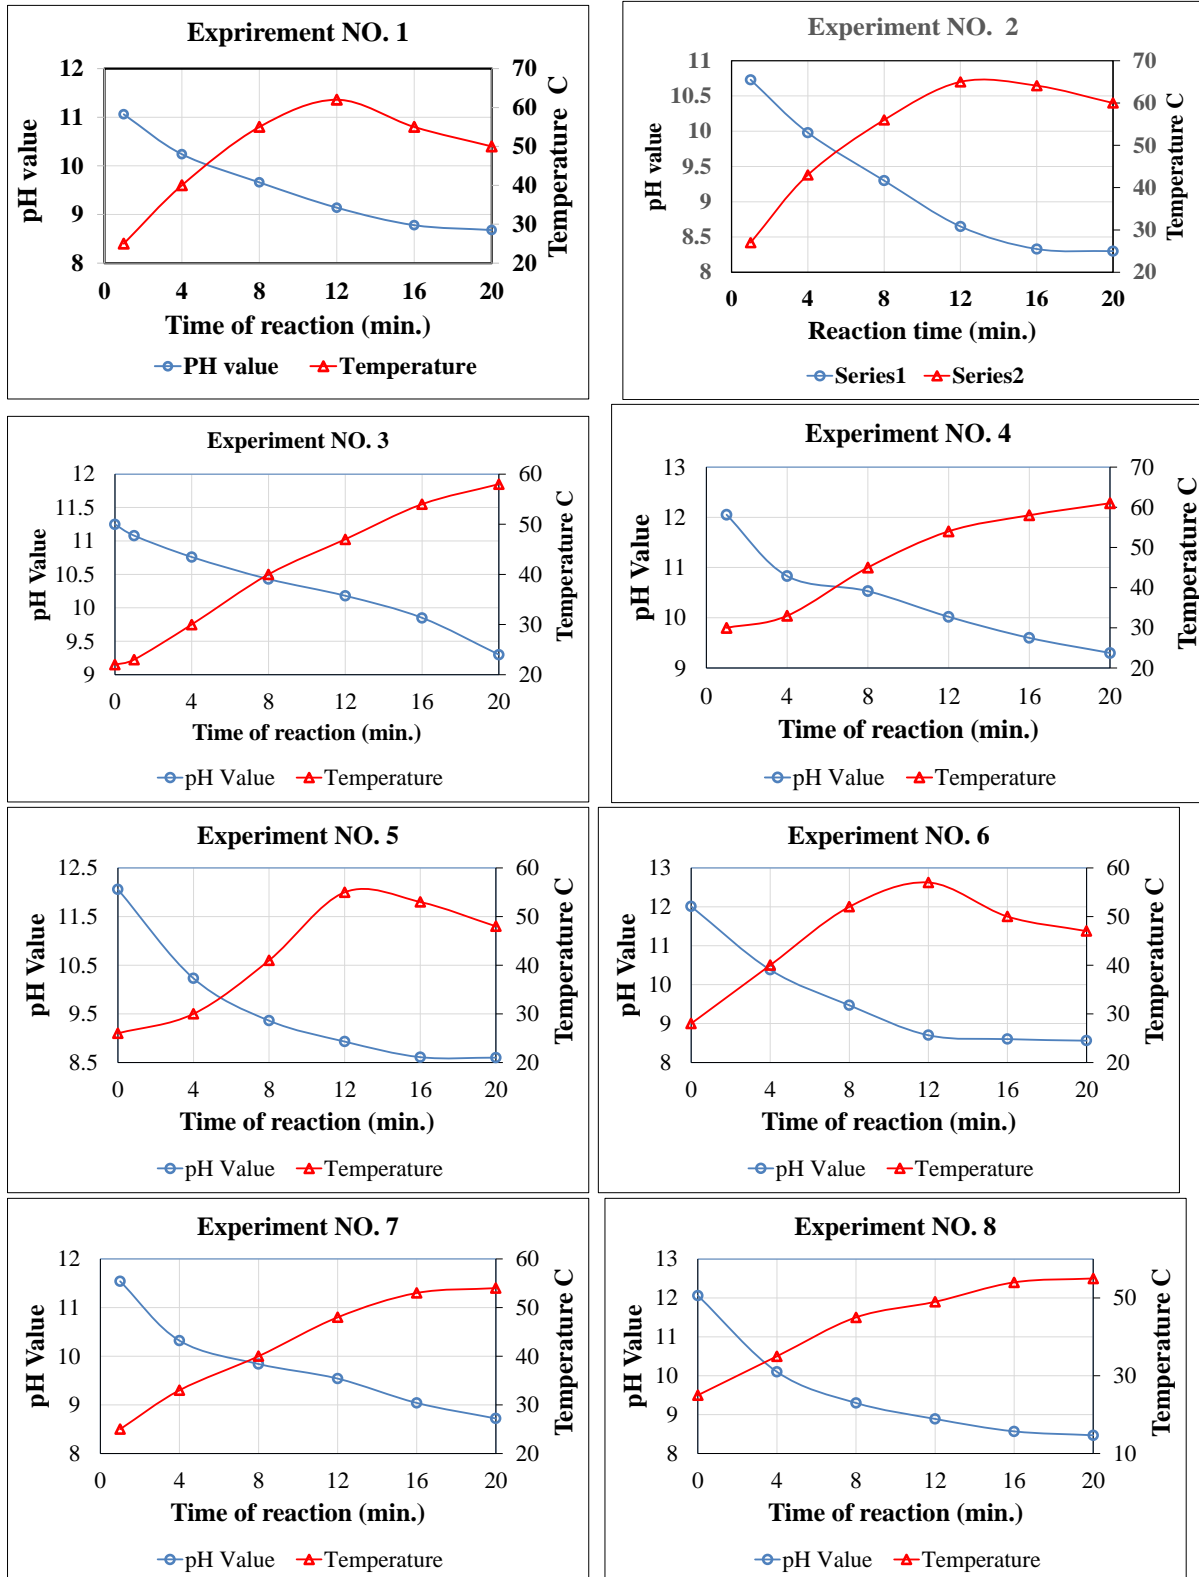 Exprirement NO. 1
12
11
10
9
8
70
60
50
40
30
20
0 4 8 12 16 20
pH value
Temperature C
Time of reaction (min.)
PH value Temperature
Experiment NO. 2
11
10.5
10
9.5
9
8.5
8
70
60
50
40
30
20
0 4 8 12 16 20
pH value
Temperature C
Reaction time (min.)
Series1 Series2
Experiment NO. 3
12
11.5
11
10.5
10
9.5
9
60
50
40
30
20
0 4 8 12 16 20
pH Value
Temperature C
Time of reaction (min.)
pH Value Temperature
Experiment NO. 4
13
12
11
10
9
70
60
50
40
30
20
0 4 8 12 16 20
pH Value
Temperature C
Time of reaction (min.)
pH Value Temperature
Experiment NO. 5
12.5
11.5
10.5
9.5
8.5
60
50
40
30
20
0 4 8 12 16 20
pH Value
Temperature C
Time of reaction (min.)
pH Value Temperature
Experiment NO. 6
13
12
11
10
9
8
60
50
40
30
20
0 4 8 12 16 20
pH Value
Temperature C
Time of reaction (min.)
pH Value Temperature
Experiment NO. 7
12
11
10
9
8
60
50
40
30
20
0 4 8 12 16 20
pH Value
Temperature C
Time of reaction (min.)
pH Value Temperature
Experiment NO. 8
13
12
11
10
9
8
50
30
10
0 4 8 12 16 20
pH Value
Temperature C
Time of reaction (min.)
pH Value Temperature